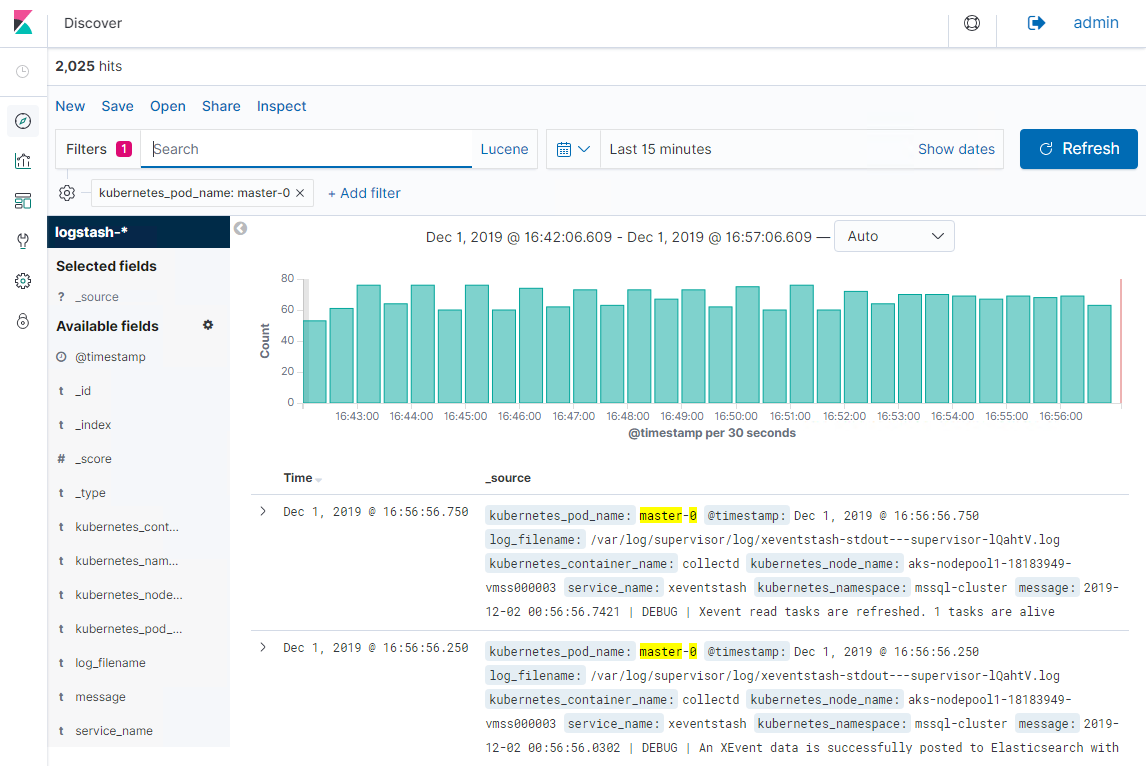 Discover
admin
2,025 hits
New Save Open Share Inspect
Filters 1 Search Lucene Last 15 minutes Show dates Refresh
kubernetes_pod_name: master-0 × + Add filter
logstash-*
Selected fields
? _source
Available fields
@timestamp
t _id
t _index
# _score
t _type
t kubernetes_cont...
t kubernetes_nam...
t kubernetes_node...
t kubernetes_pod_...
t log_filename
t message
t service_name
Dec 1, 2019 @ 16:42:06.609 - Dec 1, 2019 @ 16:57:06.609 — Auto
80
60
40
20
0
Count
16:43:00 16:44:00 16:45:00 16:46:00 16:47:00 16:48:00 16:49:00 16:50:00 16:51:00 16:52:00 16:53:00 16:54:00 16:55:00 16:56:00
@timestamp per 30 seconds
Time _source
Dec 1, 2019 @ 16:56:56.750 kubernetes_pod_name: master-0 @timestamp: Dec 1, 2019 @ 16:56:56.750
log_filename: /var/log/supervisor/log/xeventstash-stdout---supervisor-lQahtV.log
kubernetes_container_name: collectd kubernetes_node_name: aks-nodepool1-18183949-
vmss000003 service_name: xeventstash kubernetes_namespace: mssql-cluster message: 2019-
12-02 00:56:56.7421 | DEBUG | Xevent read tasks are refreshed. 1 tasks are alive
Dec 1, 2019 @ 16:56:56.250 kubernetes_pod_name: master-0 @timestamp: Dec 1, 2019 @ 16:56:56.250
log_filename: /var/log/supervisor/log/xeventstash-stdout---supervisor-lQahtV.log
kubernetes_container_name: collectd kubernetes_node_name: aks-nodepool1-18183949-
vmss000003 service_name: xeventstash kubernetes_namespace: mssql-cluster message: 2019-
12-02 00:56:56.0302 | DEBUG | An XEvent data is successfully posted to Elasticsearch with